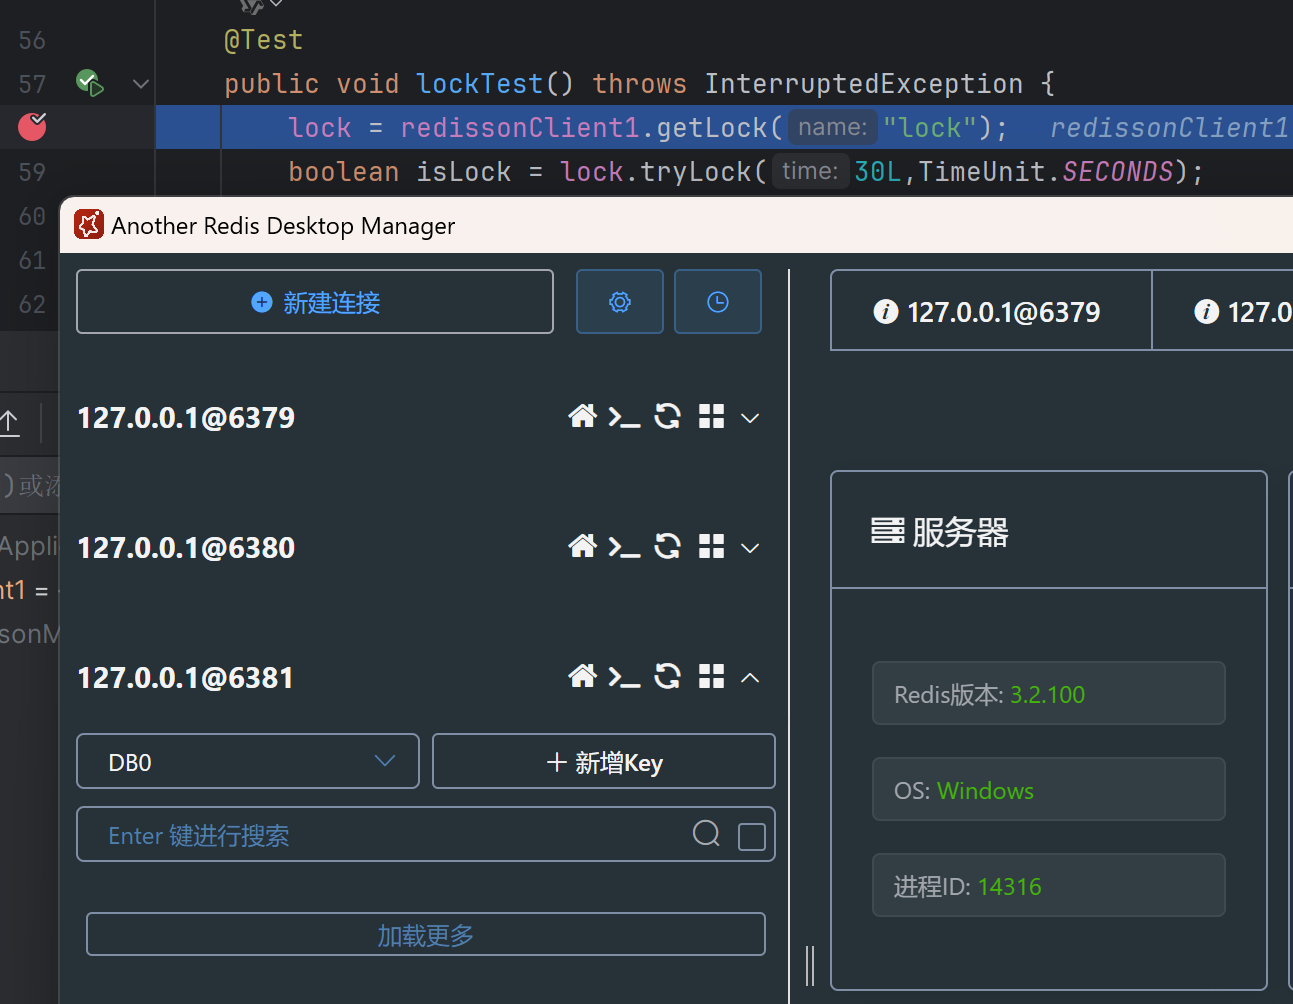 56
@Test
57
public void lockTest() throws InterruptedException {
lock = redissonClient1.getLock( name: "lock"); redissonClient1
59
boolean isLock = lock.tryLock( time: 30L,TimeUnit.SECONDS);
60
Another Redis Desktop Manager
61
62
新建连接
127.0.0.1@6379
127.0
127.0.0.1@6379
)或
Appli
nt1 =
sonM
127.0.0.1@6380
127.0.0.1@6381
DB0
新增Key
Enter 键进行搜索
加载更多
服务器
Redis版本: 3.2.100
OS: Windows
进程ID: 14316